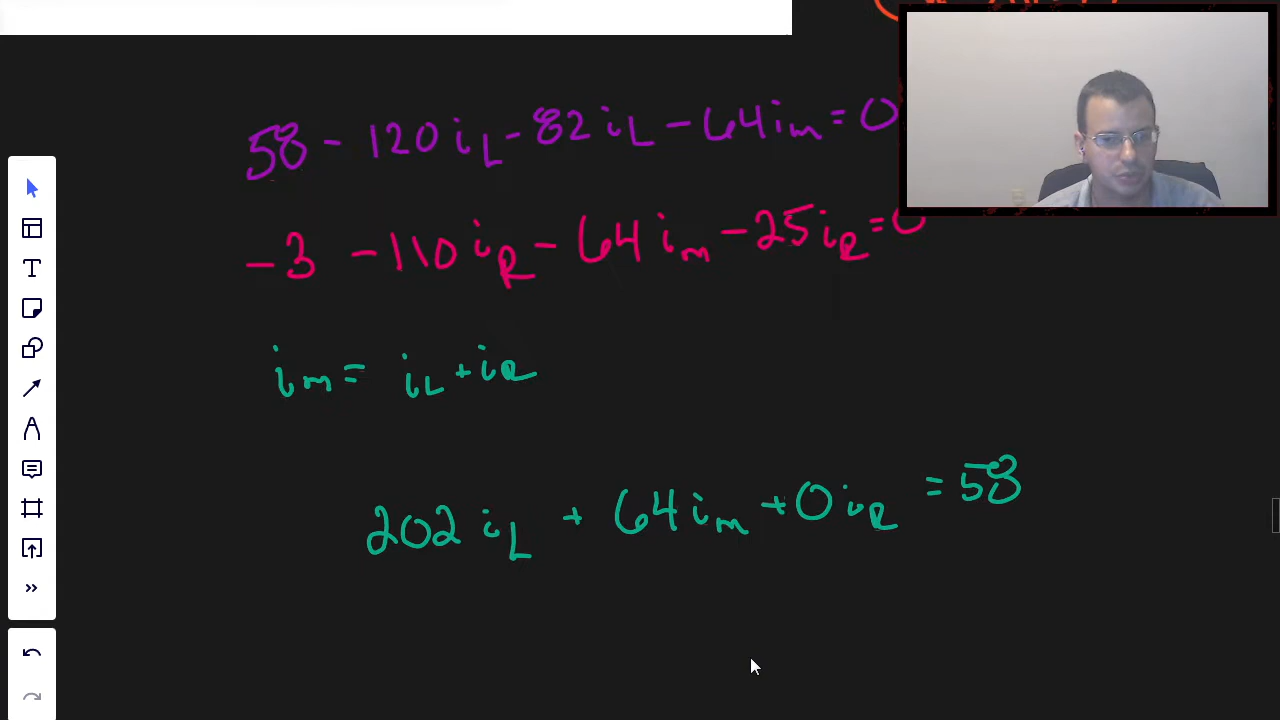 58 - 120 iL - 82 iL - 64 im = 0
-3 - 110 iR - 64 im - 25 iR = 0
im = iL + iR
202 iL + 64 im + 0 iR = 58